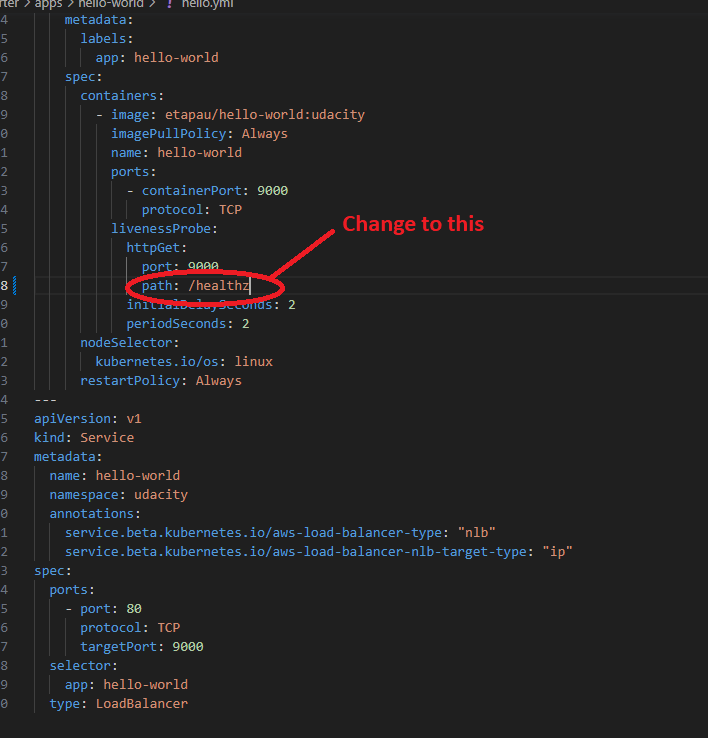 rter > apps > hello-world > ! hello.yml
4 metadata:
5 labels:
6 app: hello-world
7 spec:
8 containers:
9 - image: etapau/hello-world:udacity
0 imagePullPolicy: Always
1 name: hello-world
2 ports:
3 - containerPort: 9000
4 protocol: TCP
Change to this
5 livenessProbe:
6 httpGet:
7 port: 9000
8 path: /healthz
9 initialDelaySeconds: 2
0 periodSeconds: 2
1 nodeSelector:
2 kubernetes.io/os: linux
3 restartPolicy: Always
4 ---
5 apiVersion: v1
6 kind: Service
7 metadata:
8 name: hello-world
9 namespace: udacity
0 annotations:
1 service.beta.kubernetes.io/aws-load-balancer-type: "nlb"
2 service.beta.kubernetes.io/aws-load-balancer-nlb-target-type: "ip"
3 spec:
4 ports:
5 - port: 80
6 protocol: TCP
7 targetPort: 9000
8 selector:
9 app: hello-world
0 type: LoadBalancer